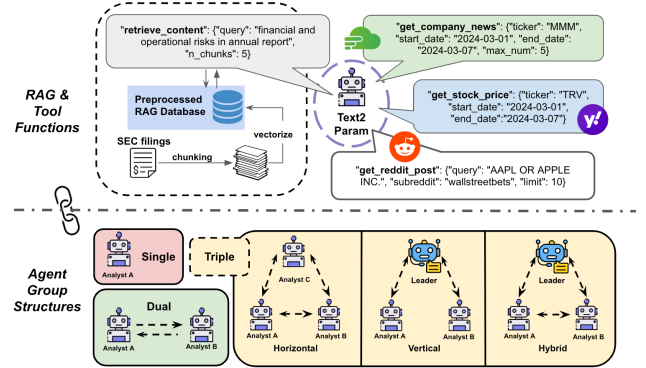 "retrieve_content": {"query": "financial and
operational risks in annual report",
"n_chunks": 5}
"get_company_news": {"ticker": "MMM",
"start_date": "2024-03-01", "end_date":
"2024-03-07", "max_num": 5}
RAG &
Tool
Functions
Preprocessed
RAG Database
vectorize
SEC filings
chunking
$
Text2
Param
"get_stock_price": {"ticker": "TRV",
"start_date": "2024-03-01",
"end_date":"2024-03-07"}
y!
"get_reddit_post": {"query": "AAPL OR APPLE
INC.", "subreddit": "wallstreetbets", "limit": 10}
Agent
Group
Structures
Single
Analyst A
Dual
Analyst A
Analyst B
Triple
Analyst C
Analyst A
Analyst B
Horizontal
Leader
Analyst A
Analyst B
Vertical
Leader
Analyst A
Analyst B
Hybrid